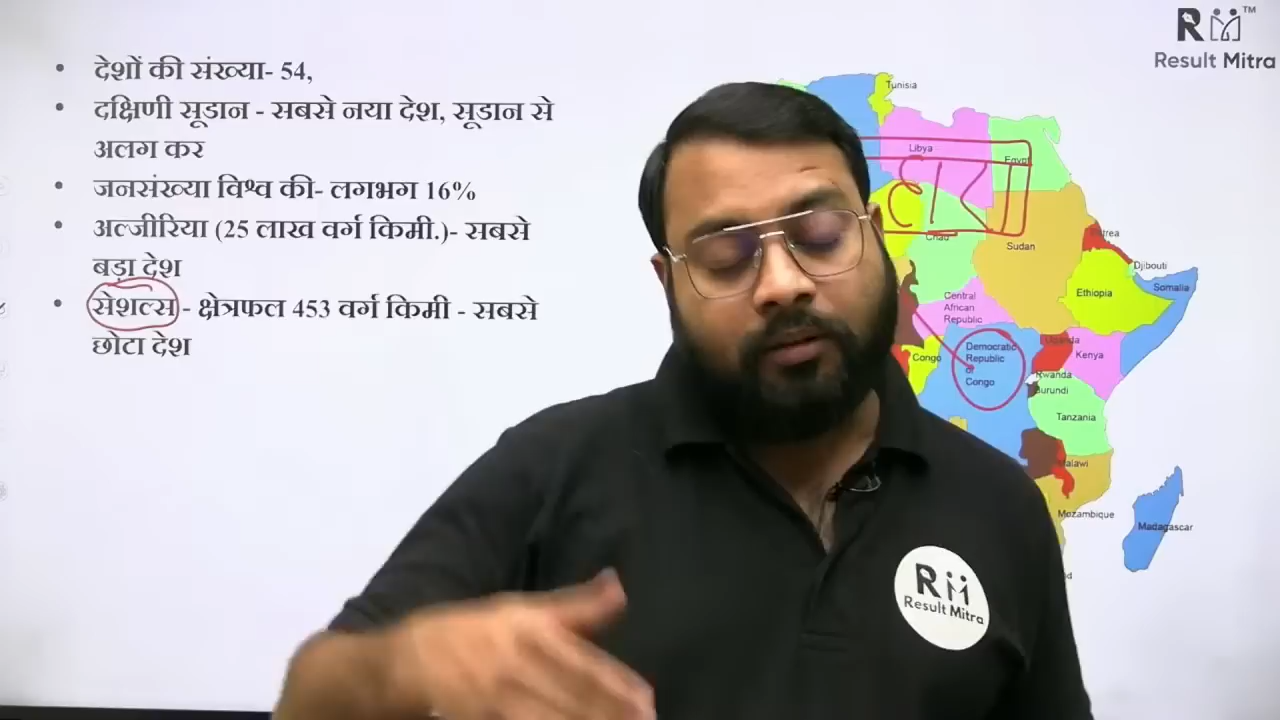 • देशों की संख्या- 54,
• दक्षिणी सूडान - सबसे नया देश, सूडान से
अलग कर
• जनसंख्या विश्व की- लगभग 16%
• अल्जीरिया (25 लाख वर्ग किमी.)- सबसे
बड़ा देश
• सेशल्स - क्षेत्रफल 453 वर्ग किमी - सबसे
छोटा देश
R TM
Result Mitra
Tunisia
Libya
Egypt
Chad
Sudan
Eritrea
Djibouti
Somalia
Ethiopia
Central
African
Republic
Democratic
Republic
of
Congo
Congo
Uganda
Kenya
Rwanda
Burundi
Tanzania
Malawi
Mozambique
Madagascar
R
Result Mitra